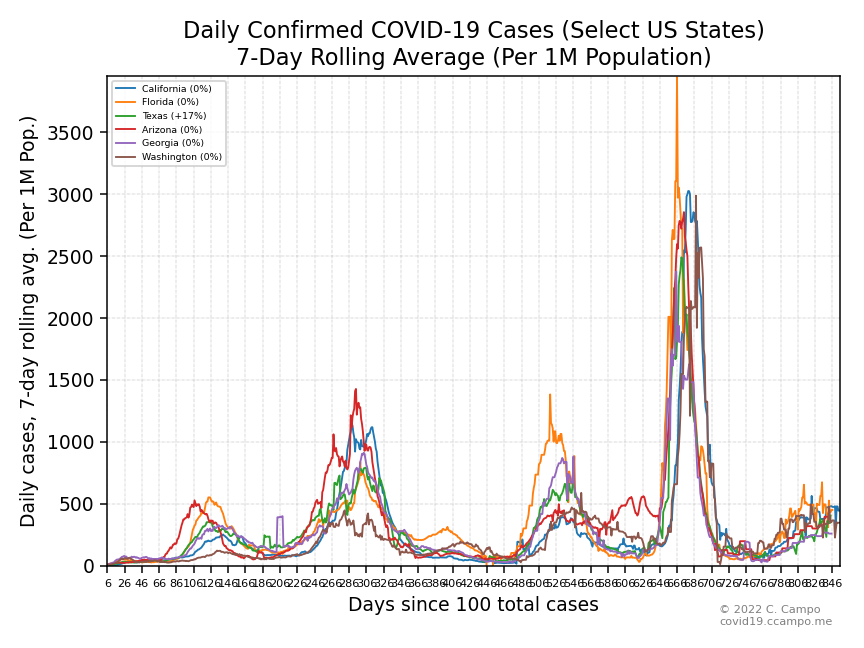 Daily Confirmed COVID-19 Cases (Select US States)
7-Day Rolling Average (Per 1M Population)
Daily cases, 7-day rolling avg. (Per 1M Pop.)
California (0%)
Florida (0%)
Texas (+17%)
Arizona (0%)
Georgia (0%)
Washington (0%)
3500
3000
2500
2000
1500
1000
500
0
6 26 46 66 86 106 126 146 166 186 206 226 246 266 286 306 326 346 366 386 406 426 446 466 486 506 526 546 566 586 606 626 646 666 686 706 726 746 766 786 806 826 846
Days since 100 total cases
© 2022 C. Campo
covid19.ccampo.me